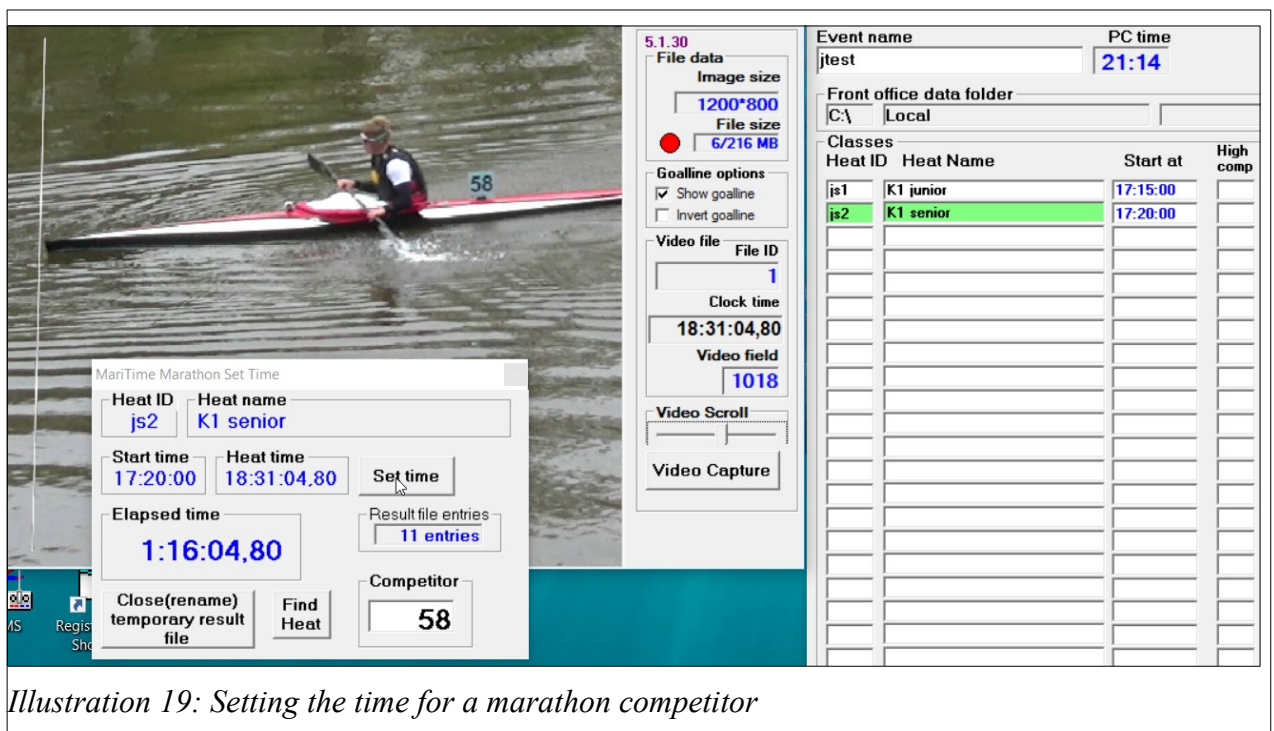 58
5.1.30
File data
Image size
1200*800
File size
6/216 MB
Goalline options
Show goalline
Invert goalline
Video file
File ID
1
Clock time
18:31:04,80
Video field
1018
Video Scroll
Video Capture
Event name
PC time
jtest
21:14
Front office data folder
C:\ Local
Classes
Heat ID Heat Name Start at High comp
js1 K1 junior 17:15:00
js2 K1 senior 17:20:00
MariTime Marathon Set Time
Heat ID Heat name
js2 K1 senior
Start time Heat time
17:20:00 18:31:04,80 Set time
Elapsed time
1:16:04,80
Result file entries
11 entries
Competitor
58
Close(rename)
temporary result
file
Find
Heat
MS
Regis
Sho
Illustration 19: Setting the time for a marathon competitor